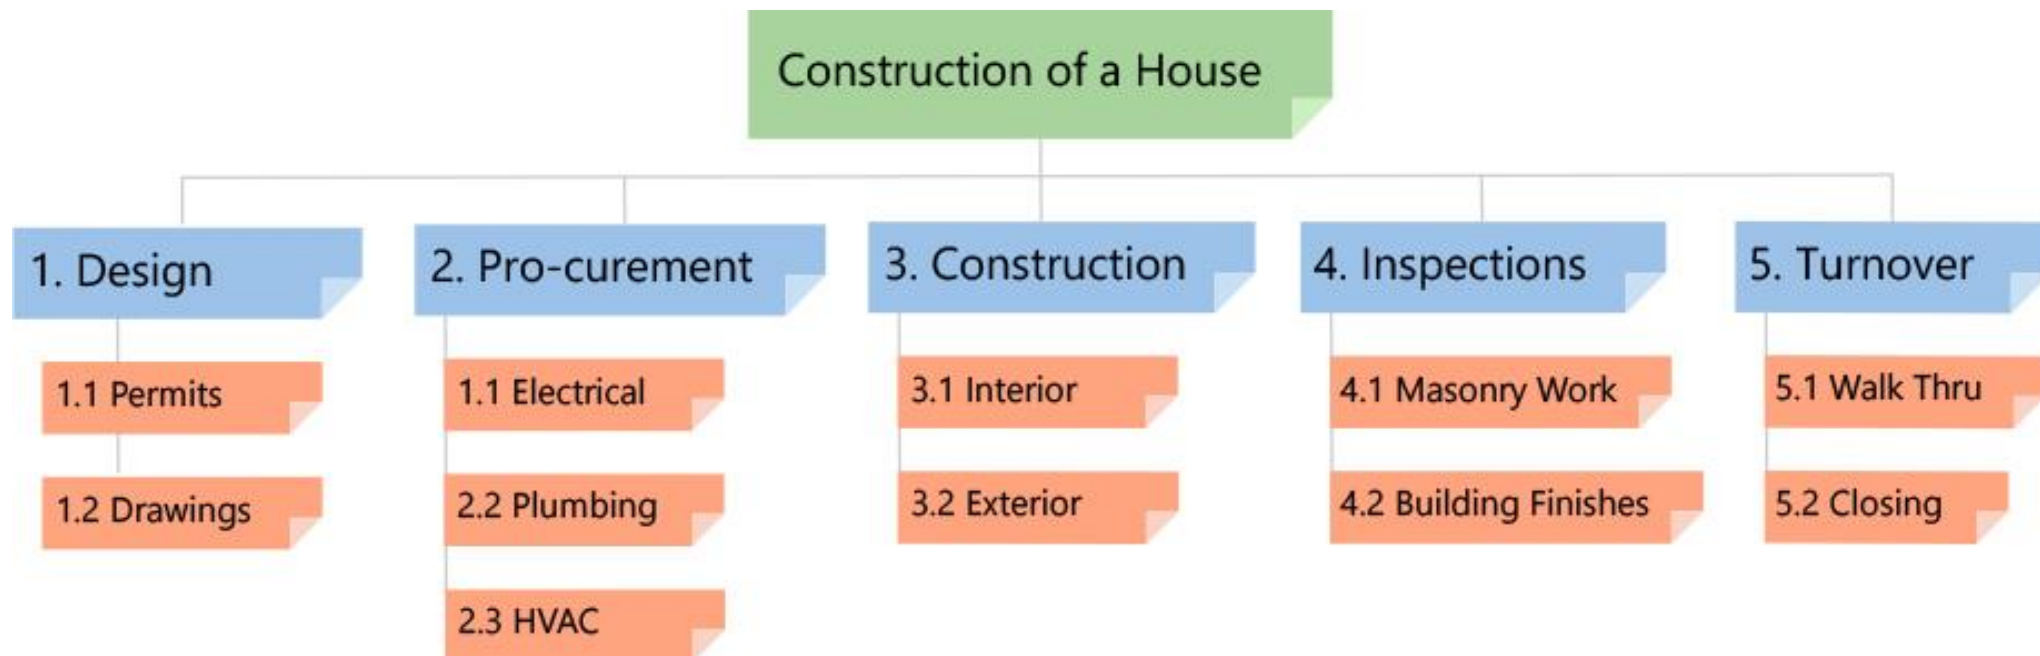 Construction of a House
1. Design
2. Pro-curement
3. Construction
4. Inspections
5. Turnover
1.1 Permits
1.1 Electrical
3.1 Interior
4.1 Masonry Work
5.1 Walk Thru
1.2 Drawings
2.2 Plumbing
3.2 Exterior
4.2 Building Finishes
5.2 Closing
2.3 HVAC